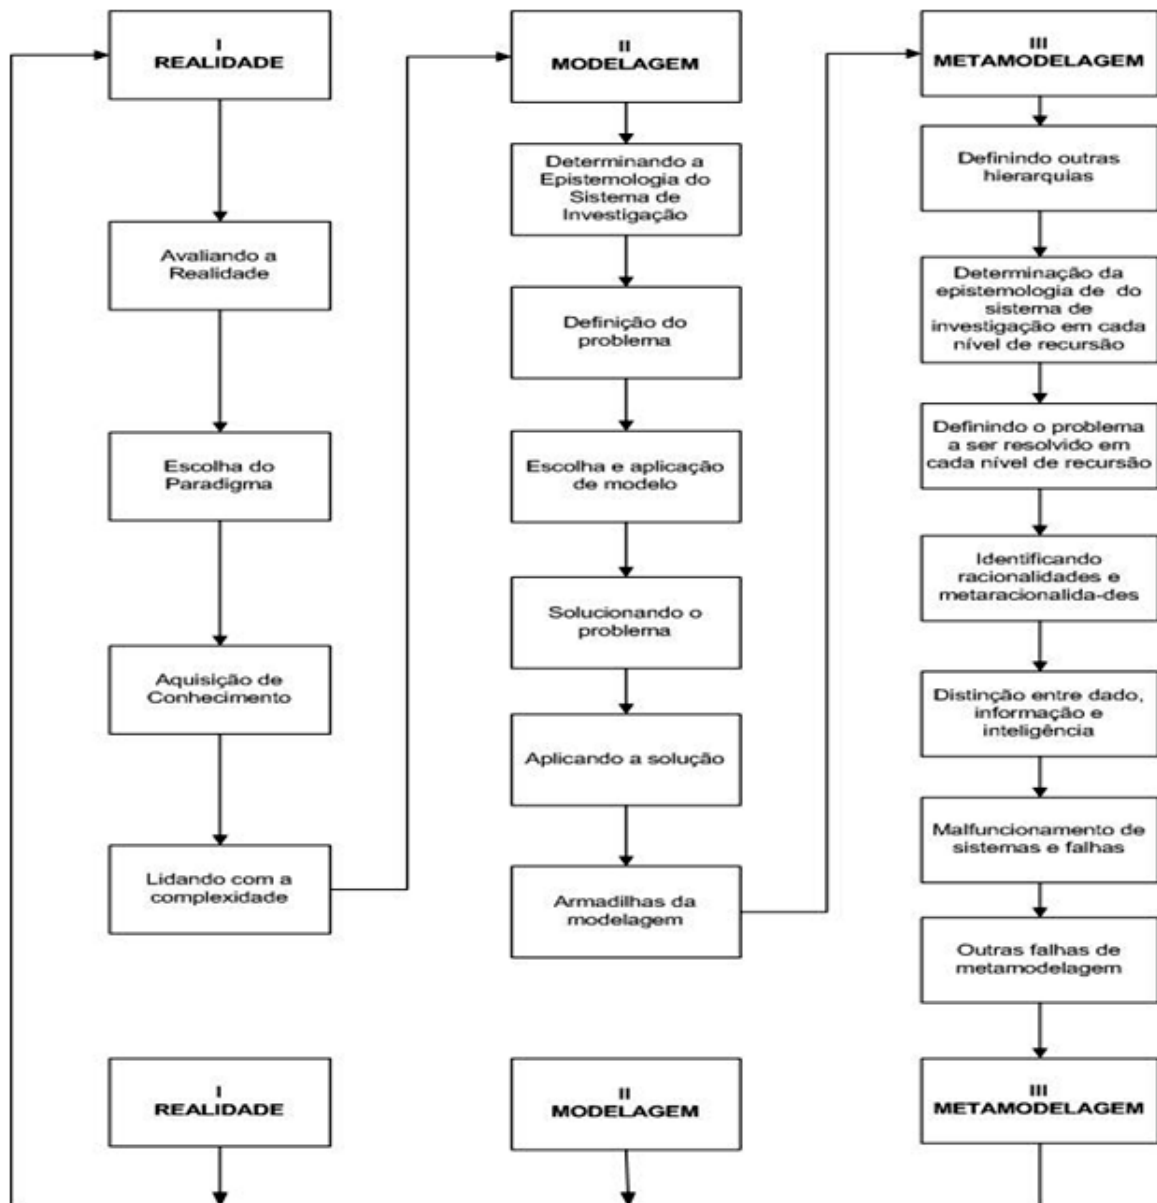 I
REALIDADE
Avaliando a
Realidade
Escolha do
Paradigma
Aquisição de
Conhecimento
Lidando com a
complexidade
II
MODELAGEM
Determinando a
Epistemologia do
Sistema de
Investigação
Definição do
problema
Escolha e aplicação
de modelo
Solucionando o
problema
Aplicando a solução
Armadilhas da
modelagem
III
METAMODELAGEM
Definindo outras
hierarquias
Determinação da
epistemologia de do
sistema de
investigação em cada
nível de recursão
Definindo o problema
a ser resolvido em
cada nível de recursão
Identificando
racionalidades e
metaracionalida-des
Distinção entre dado,
informação e
inteligência
Malfuncionamento de
sistemas e falhas
Outras falhas de
metamodelagem
I
REALIDADE
II
MODELAGEM
III
METAMODELAGEM